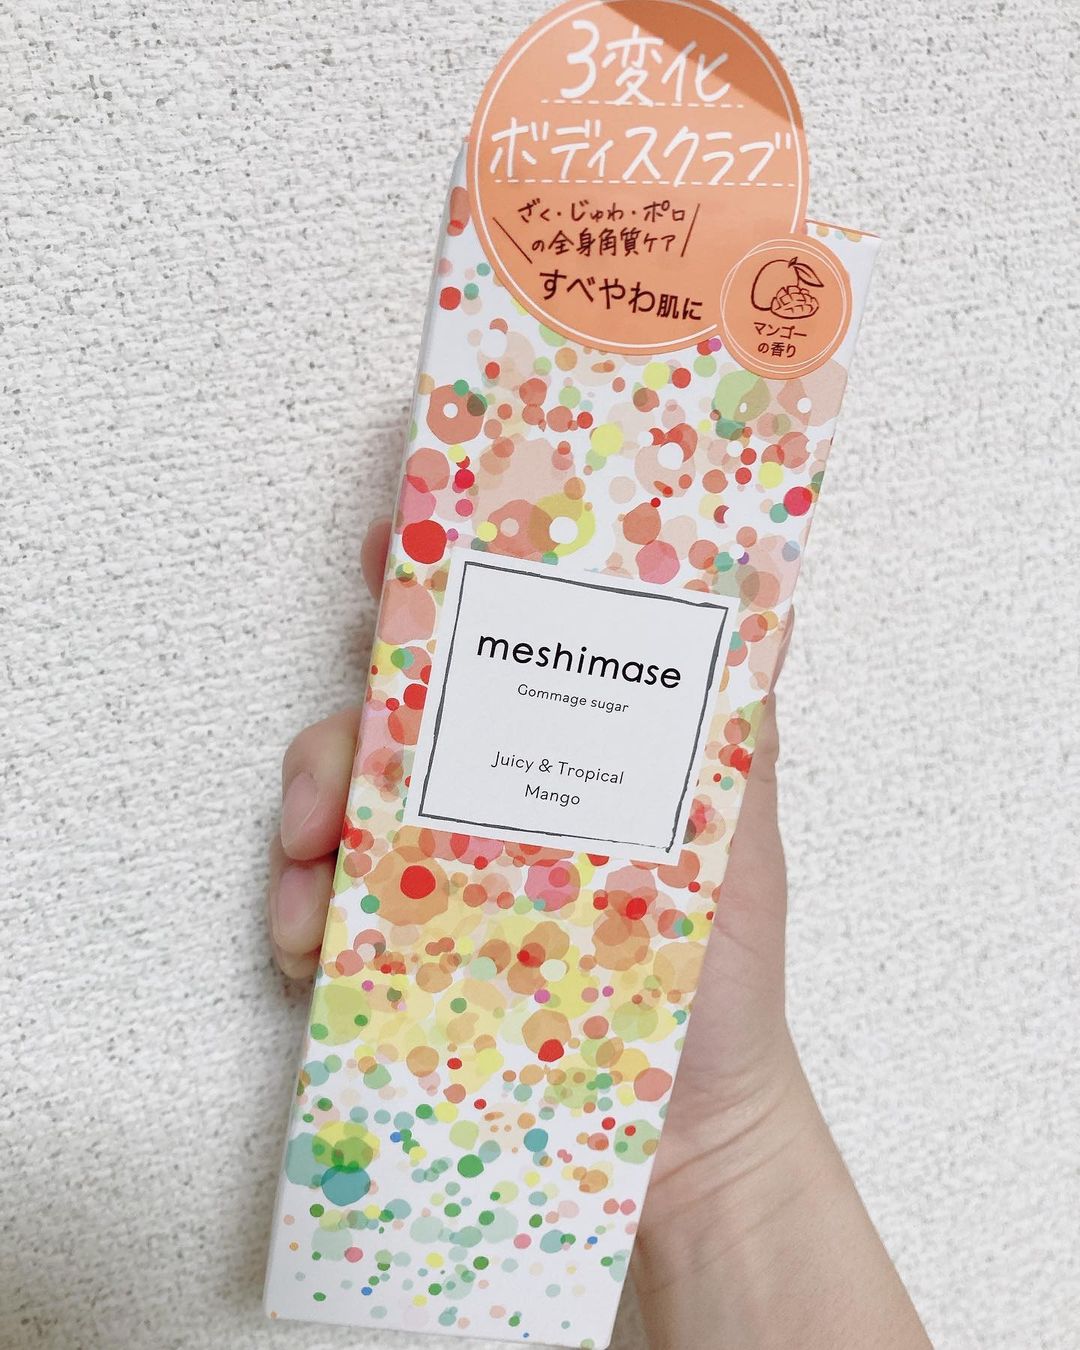 3変化
ボディスクラブ
ざく・じゅわ・ポロ
の全身角質ケア
すべやわ肌に
マンゴー
の香り
meshimase
Gommage sugar
Juicy & Tropical
Mango